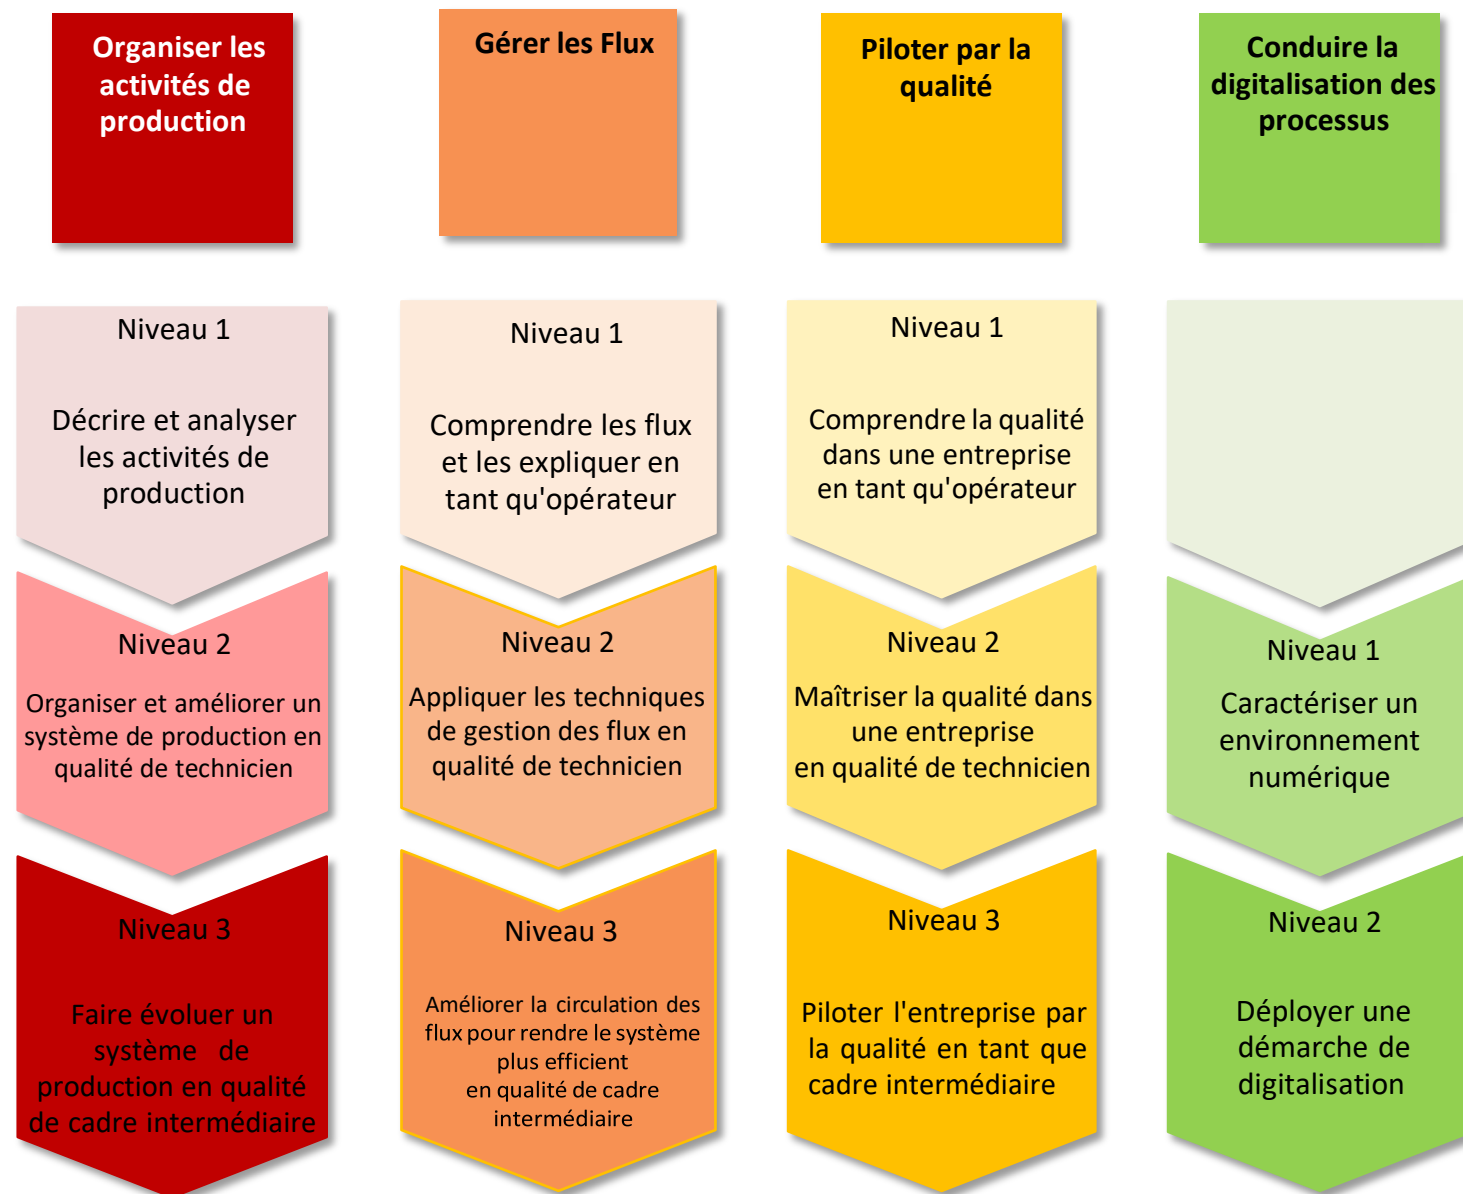 Organiser les
activités de
production
Gérer les Flux
Piloter par la
qualité
Conduire la
digitalisation des
processus
Niveau 1
Décrire et analyser
les activités de
production
Niveau 1
Comprendre les flux
et les expliquer en
tant qu'opérateur
Niveau 1
Comprendre la qualité
dans une entreprise
en tant qu'opérateur
Niveau 2
Organiser et améliorer un
système de production en
qualité de technicien
Niveau 2
Appliquer les techniques
de gestion des flux en
qualité de technicien
Niveau 2
Maîtriser la qualité dans
une entreprise
en qualité de technicien
Niveau 1
Caractériser un
environnement
numérique
Niveau 3
Faire évoluer un
système de
production en qualité
de cadre intermédiaire
Niveau 3
Améliorer la circulation des
flux pour rendre le système
plus efficient
en qualité de cadre
intermédiaire
Niveau 3
Piloter l'entreprise par
la qualité en tant que
cadre intermédiaire
Niveau 2
Déployer une
démarche de
digitalisation